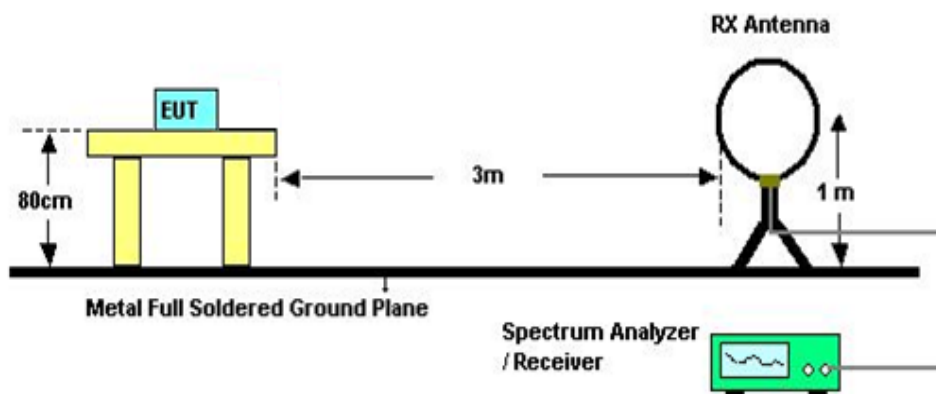 RX Antenna
EUT
80cm
3m
1 m
Metal Full Soldered Ground Plane
Spectrum Analyzer
/ Receiver